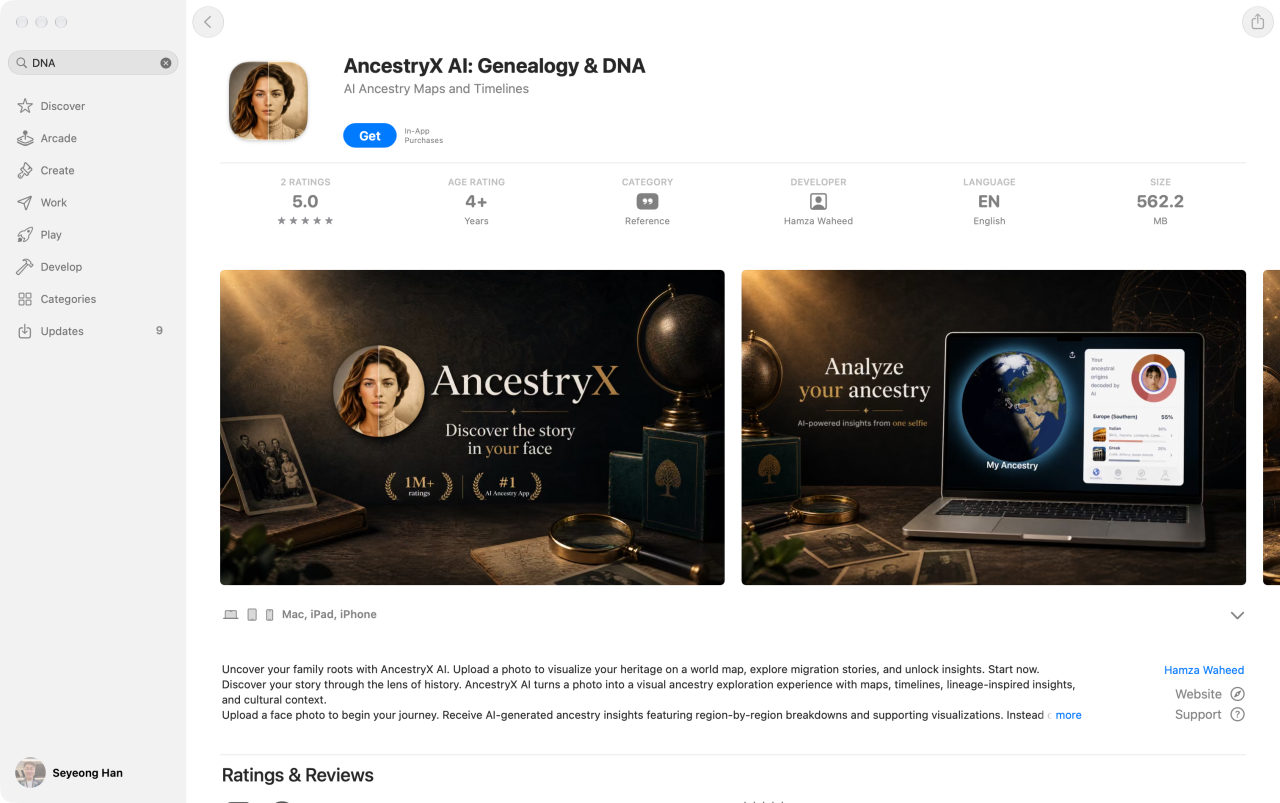 DNA
Discover
Arcade
Create
Work
Play
Develop
Categories
Updates 9
Seyeong Han
AncestryX AI: Genealogy & DNA
AI Ancestry Maps and Timelines
Get
In-App
Purchases
2 RATINGS
5.0
★★★★★
AGE RATING
4+
Years
CATEGORY
Reference
DEVELOPER
Hamza Waheed
LANGUAGE
EN
English
SIZE
562.2
MB
AncestryX
Discover the story
in your face
1M+
ratings
#1
AI Ancestry App
Analyze
your ancestry
AI-powered insights from one selfie
My Ancestry
Your
ancestral
origins
decoded by
AI
Europe (Southern) 55%
Italian
Greek
Mac, iPad, iPhone
Uncover your family roots with AncestryX AI. Upload a photo to visualize your heritage on a world map, explore migration stories, and unlock insights. Start now.
Discover your story through the lens of history. AncestryX AI turns a photo into a visual ancestry exploration experience with maps, timelines, lineage-inspired insights,
and cultural context.
Upload a face photo to begin your journey. Receive AI-generated ancestry insights featuring region-by-region breakdowns and supporting visualizations. Instead more
Hamza Waheed
Website
Support
Ratings & Reviews